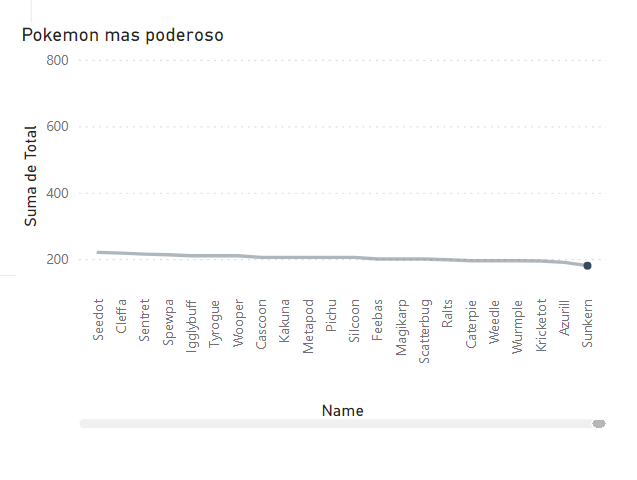 Pokemon mas poderoso
800
600
400
200
Suma de Total
Seedot
Cleffa
Sentret
Spewpa
Igglybuff
Tyrogue
Wooper
Cascoon
Kakuna
Metapod
Pichu
Silcoon
Feebas
Magikarp
Scatterbug
Ralts
Caterpie
Weedle
Wurmple
Kricketot
Azurill
Sunkern
Name